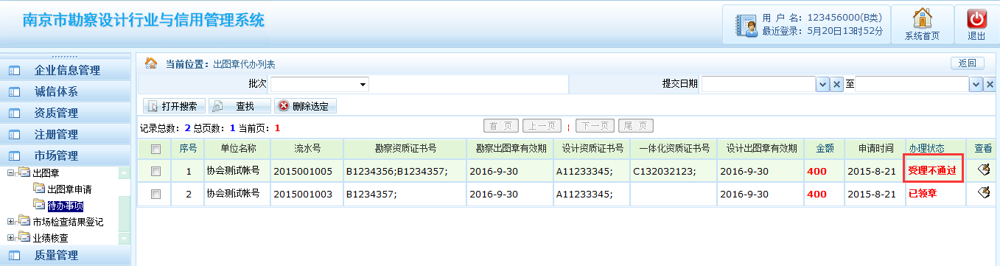 南京市勘察设计行业与信用管理系统
用 户 名：123456000(B类)
最近登录：5月20日13时52分
系统首页
退出
企业信息管理
诚信体系
资质管理
注册管理
市场管理
出图章
出图章申请
待办事项
市场检查结果登记
业绩核查
质量管理
当前位置：出图章代办列表
返回
批次
提交日期
至
打开搜索
查找
删除选定
记录总数：2 总页数：1 当前页：1
首 页 上一页 ¦ 下一页 尾 页
序号 单位名称 流水号 勘察资质证书号 勘察出图章有效期 设计资质证书号 一体化资质证书号 设计出图章有效期 金额 申请时间 办理状态 查看
1 协会测试帐号 2015001005 B1234356;B1234357; 2016-9-30 A11233345; C132032123; 2016-9-30 400 2015-8-21 受理不通过
2 协会测试帐号 2015001003 B1234357; 2016-9-30 A11233345; 2016-9-30 400 2015-8-21 已领章